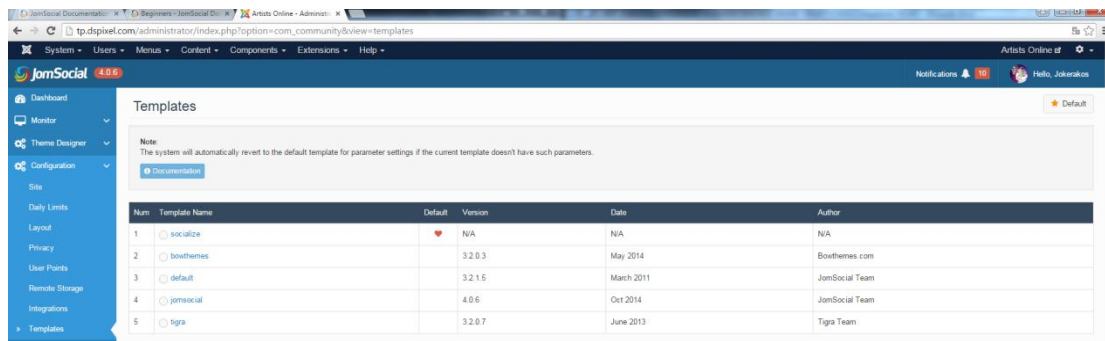 JomSocial Documentation
Beginners - JomSocial Do
Artists Online - Administr
tp.dspixel.com/administrator/index.php?option=com_community&view=templates
System Users Menus Content Components Extensions Help Artists Online
JomSocial 4.0.6 Notifications 10 Hello, Jokerakos
Dashboard
Monitor
Theme Designer
Configuration
Site
Daily Limits
Layout
Privacy
User Points
Remote Storage
Integrations
Templates
Templates Default
Note:
The system will automatically revert to the default template for parameter settings if the current template doesn't have such parameters.
Documentation
Num Template Name Default Version Date Author
1 socialize N/A N/A N/A
2 bowthemes 3.2.0.3 May 2014 Bowthemes.com
3 default 3.2.1.5 March 2011 JomSocial Team
4 jomsocial 4.0.6 Oct 2014 JomSocial Team
5 tigra 3.2.0.7 June 2013 Tigra Team